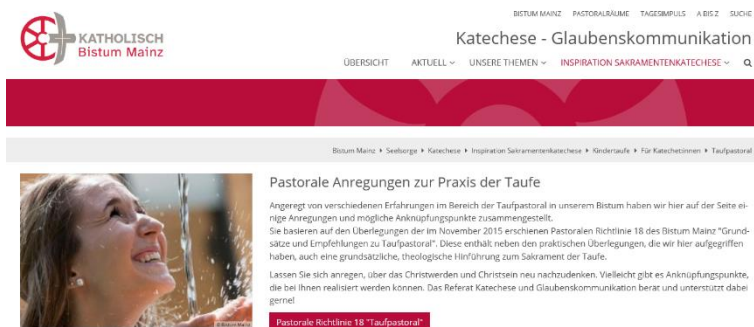 BISTUM MAINZ PASTORALRÄUME TAGESIMPULS A BIS Z SUCHE
KATHOLISCH
Bistum Mainz
Katechese - Glaubenskommunikation
ÜBERSICHT AKTUELL UNSERE THEMEN INSPIRATION SAKRAMENTENKATECHESE
Bistum Mainz Seelsorge Katechese Inspiration Sakramentenkatechese Kindertaufe Für Katechet:innen Taufpastoral
Pastorale Anregungen zur Praxis der Taufe
Angeregt von verschiedenen Erfahrungen im Bereich der Taufpastoral in unserem Bistum haben wir hier auf der Seite ei-
nige Anregungen und mögliche Anknüpfungspunkte zusammengestellt.
Sie basieren auf den Überlegungen der im November 2015 erschienen Pastoralen Richtlinie 18 des Bistum Mainz "Grund-
sätze und Empfehlungen zu Taufpastoral". Diese enthält neben den praktischen Überlegungen, die wir hier aufgegriffen
haben, auch eine grundsätzliche, theologische Hinführung zum Sakrament der Taufe.
Lassen Sie sich anregen, über das Christwerden und Christsein neu nachzudenken. Vielleicht gibt es Anknüpfungspunkte,
die bei Ihnen realisiert werden können. Das Referat Katechese und Glaubenskommunikation berät und unterstützt dabei
gerne!
© Bistum Mainz
Pastorale Richtlinie 18 "Taufpastoral"